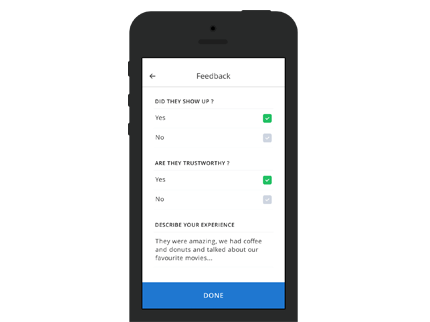 Feedback
DID THEY SHOW UP ?
Yes
No
ARE THEY TRUSTWORTHY ?
Yes
No
DESCRIBE YOUR EXPERIENCE
They were amazing, we had coffee
and donuts and talked about our
favourite movies...
DONE